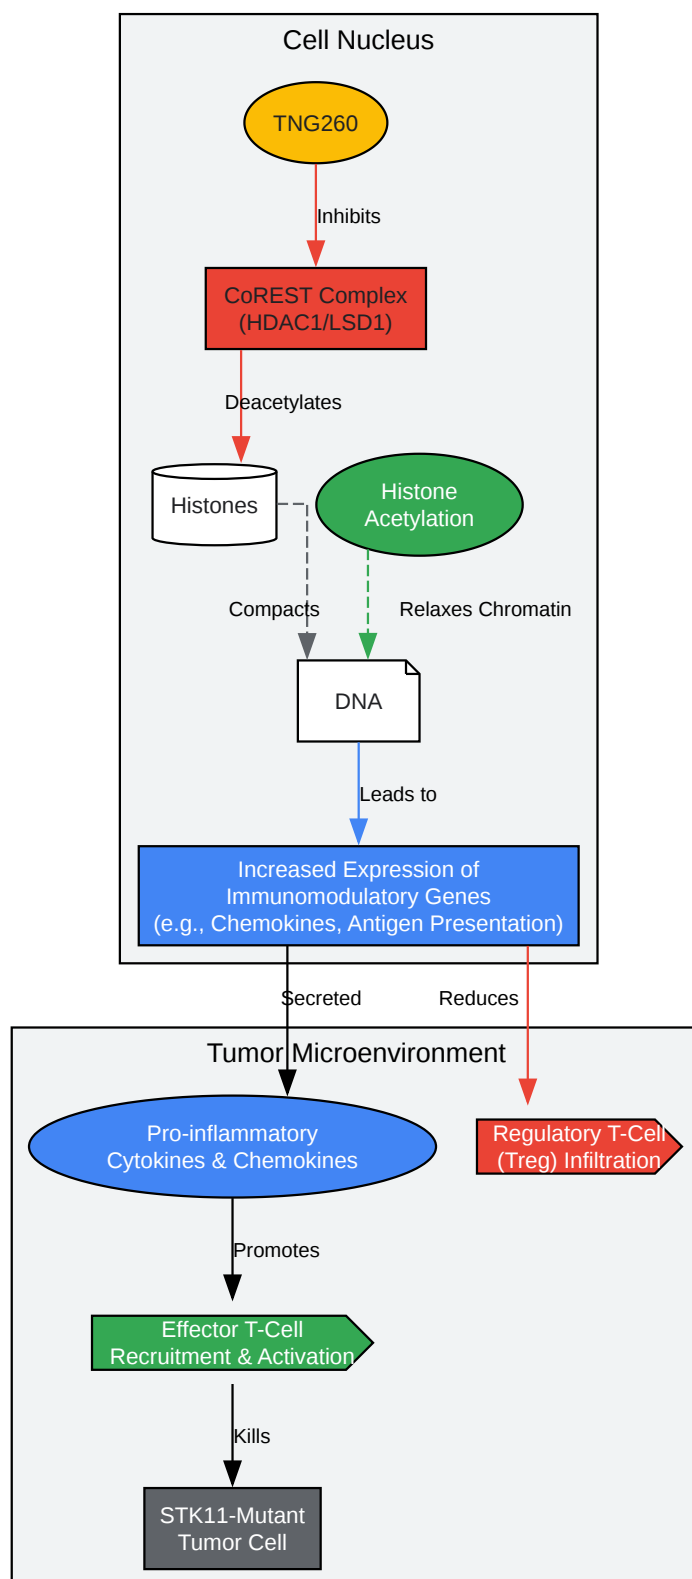 Cell Nucleus
TNG260
Inhibits
CoREST Complex
(HDAC1/LSD1)
Deacetylates
Histones
Histone
Acetylation
Compacts
Relaxes Chromatin
DNA
Leads to
Increased Expression of
Immunomodulatory Genes
(e.g., Chemokines, Antigen Presentation)
Secreted
Reduces
Tumor Microenvironment
Pro-inflammatory
Cytokines & Chemokines
Regulatory T-Cell
(Treg) Infiltration
Promotes
Effector T-Cell
Recruitment & Activation
Kills
STK11-Mutant
Tumor Cell